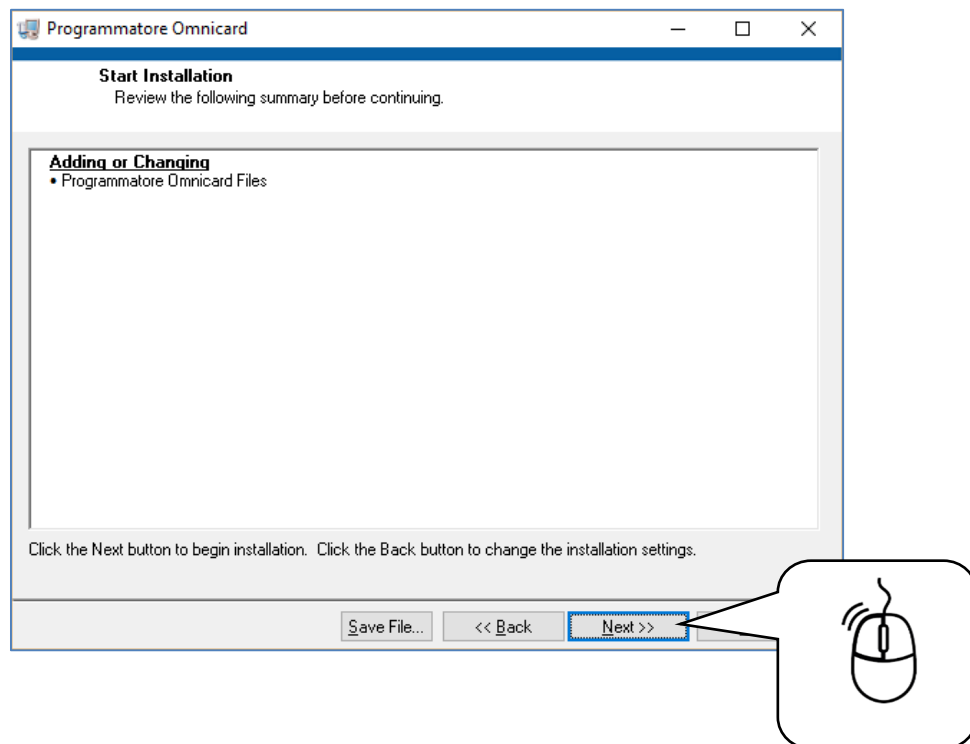 Programmatore Omnicard
Start Installation
Review the following summary before continuing.
Adding or Changing
• Programmatore Omnicard Files
Click the Next button to begin installation.  Click the Back button to change the installation settings.
Save File... << Back Next >>